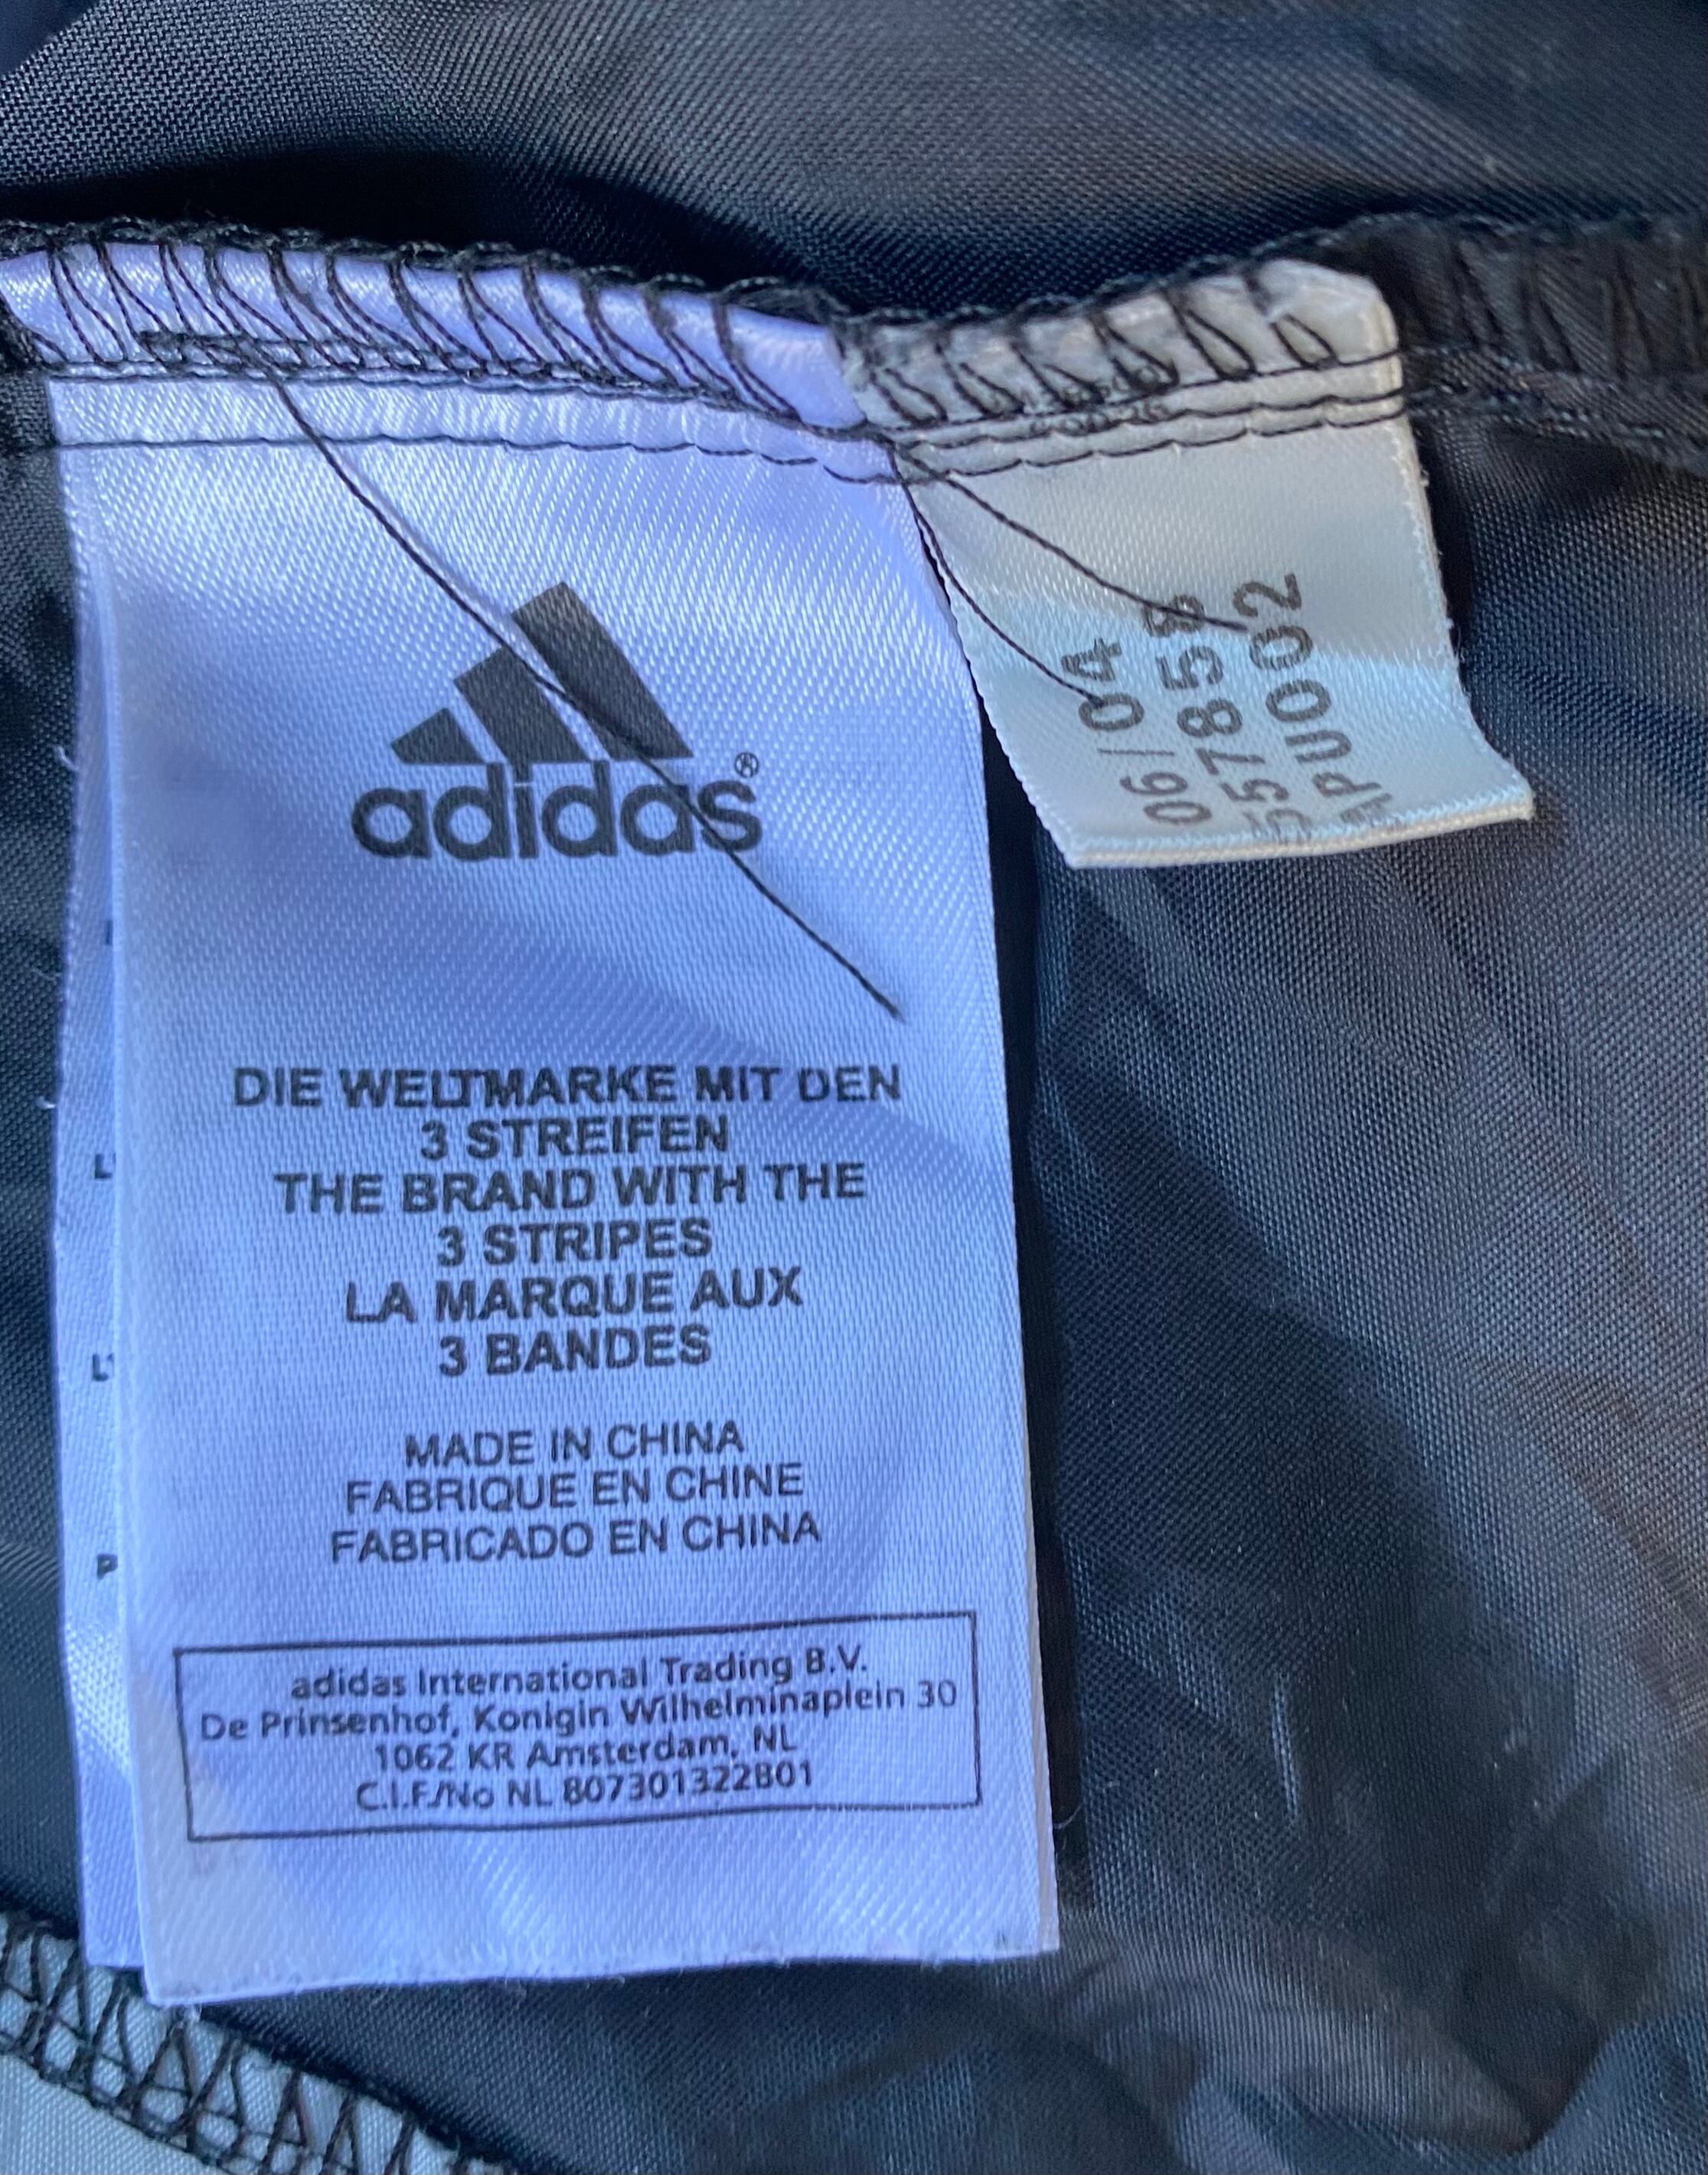 adidas®
DIE WELTMARKE MIT DEN
3 STREIFEN
THE BRAND WITH THE
3 STRIPES
LA MARQUE AUX
3 BANDES
MADE IN CHINA
FABRIQUE EN CHINE
FABRICADO EN CHINA
adidas International Trading B.V.
De Prinsenhof, Konigin Wilhelminaplein 30
1062 KR Amsterdam, NL
C.I.F./No NL 807301322B01
06/04
557858